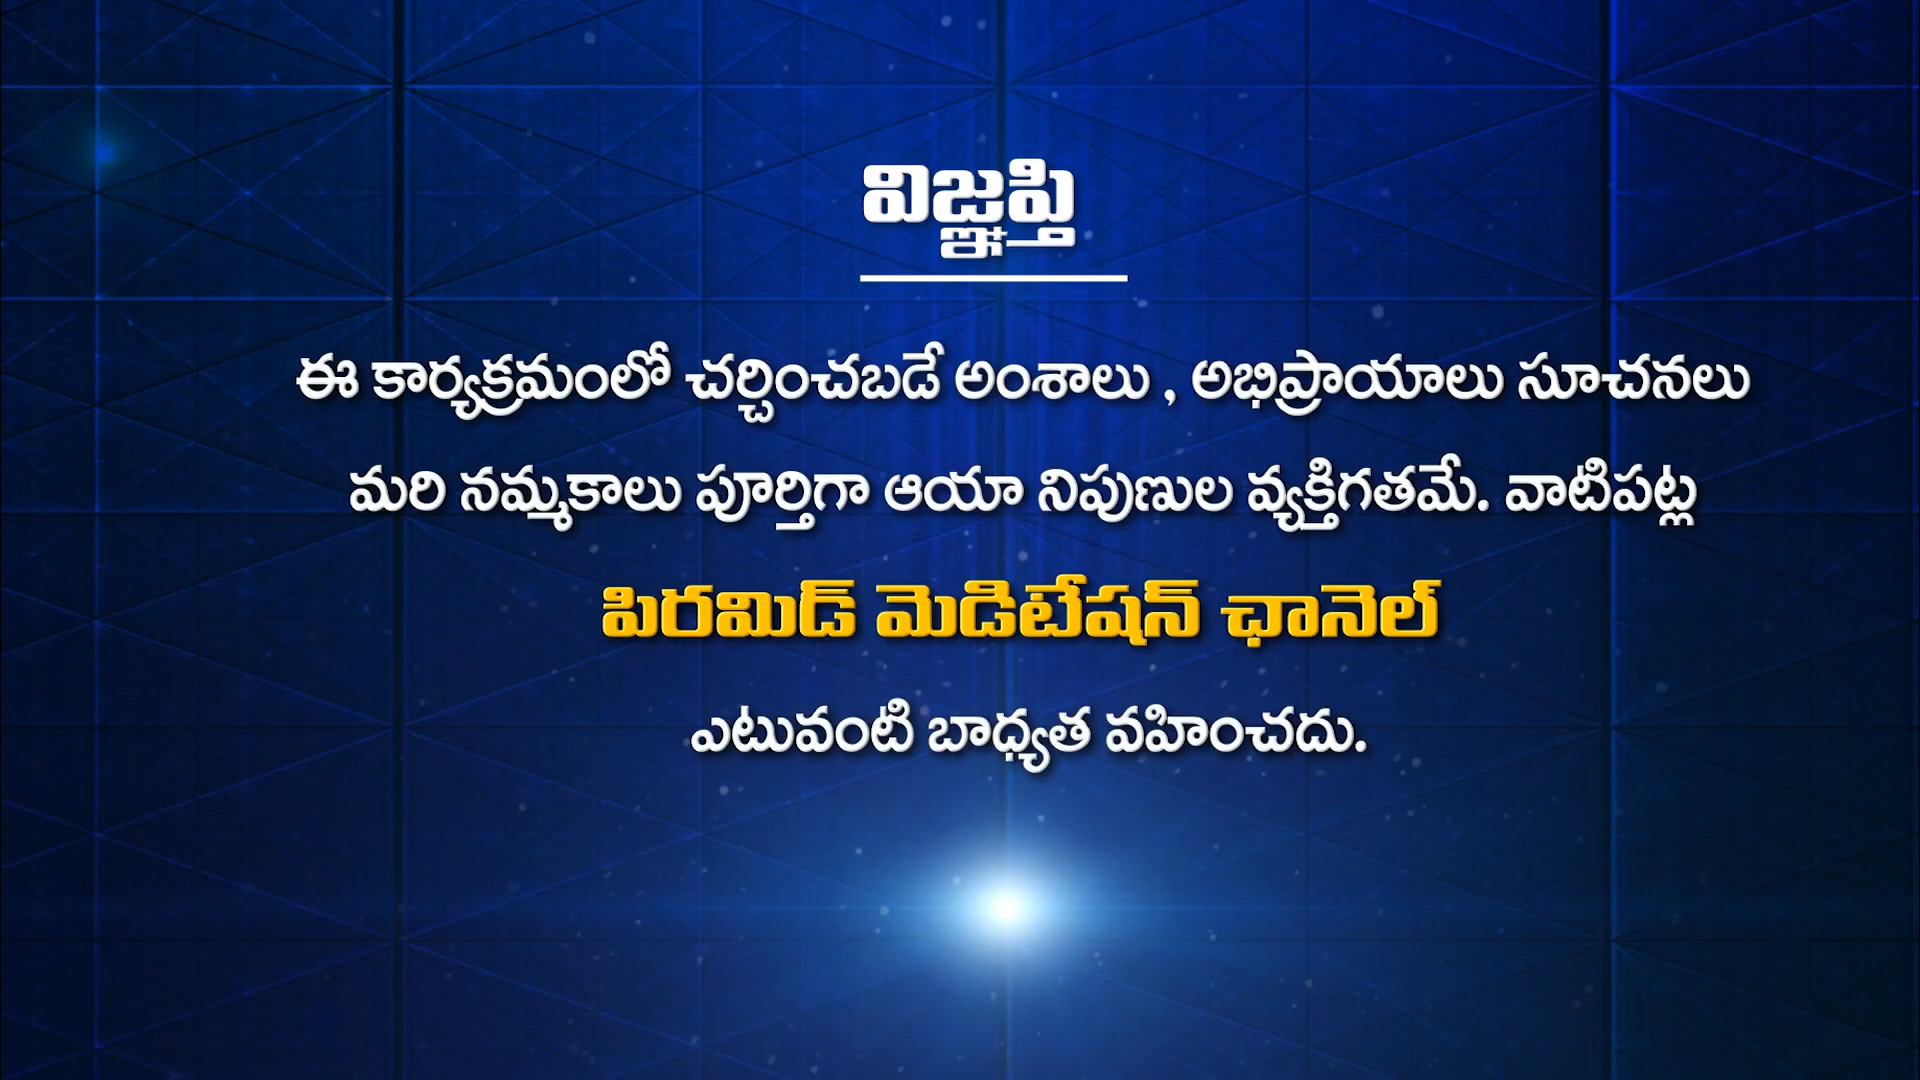 విజ్ఞప్తి
ఈ కార్యక్రమంలో చర్చించబడే అంశాలు , అభిప్రాయాలు సూచనలు
మరి నమ్మకాలు పూర్తిగా ఆయా నిపుణుల వ్యక్తిగతమే. వాటిపట్ల
పిరమిడ్ మెడిటేషన్ ఛానెల్
ఎటువంటి బాధ్యత వహించదు.